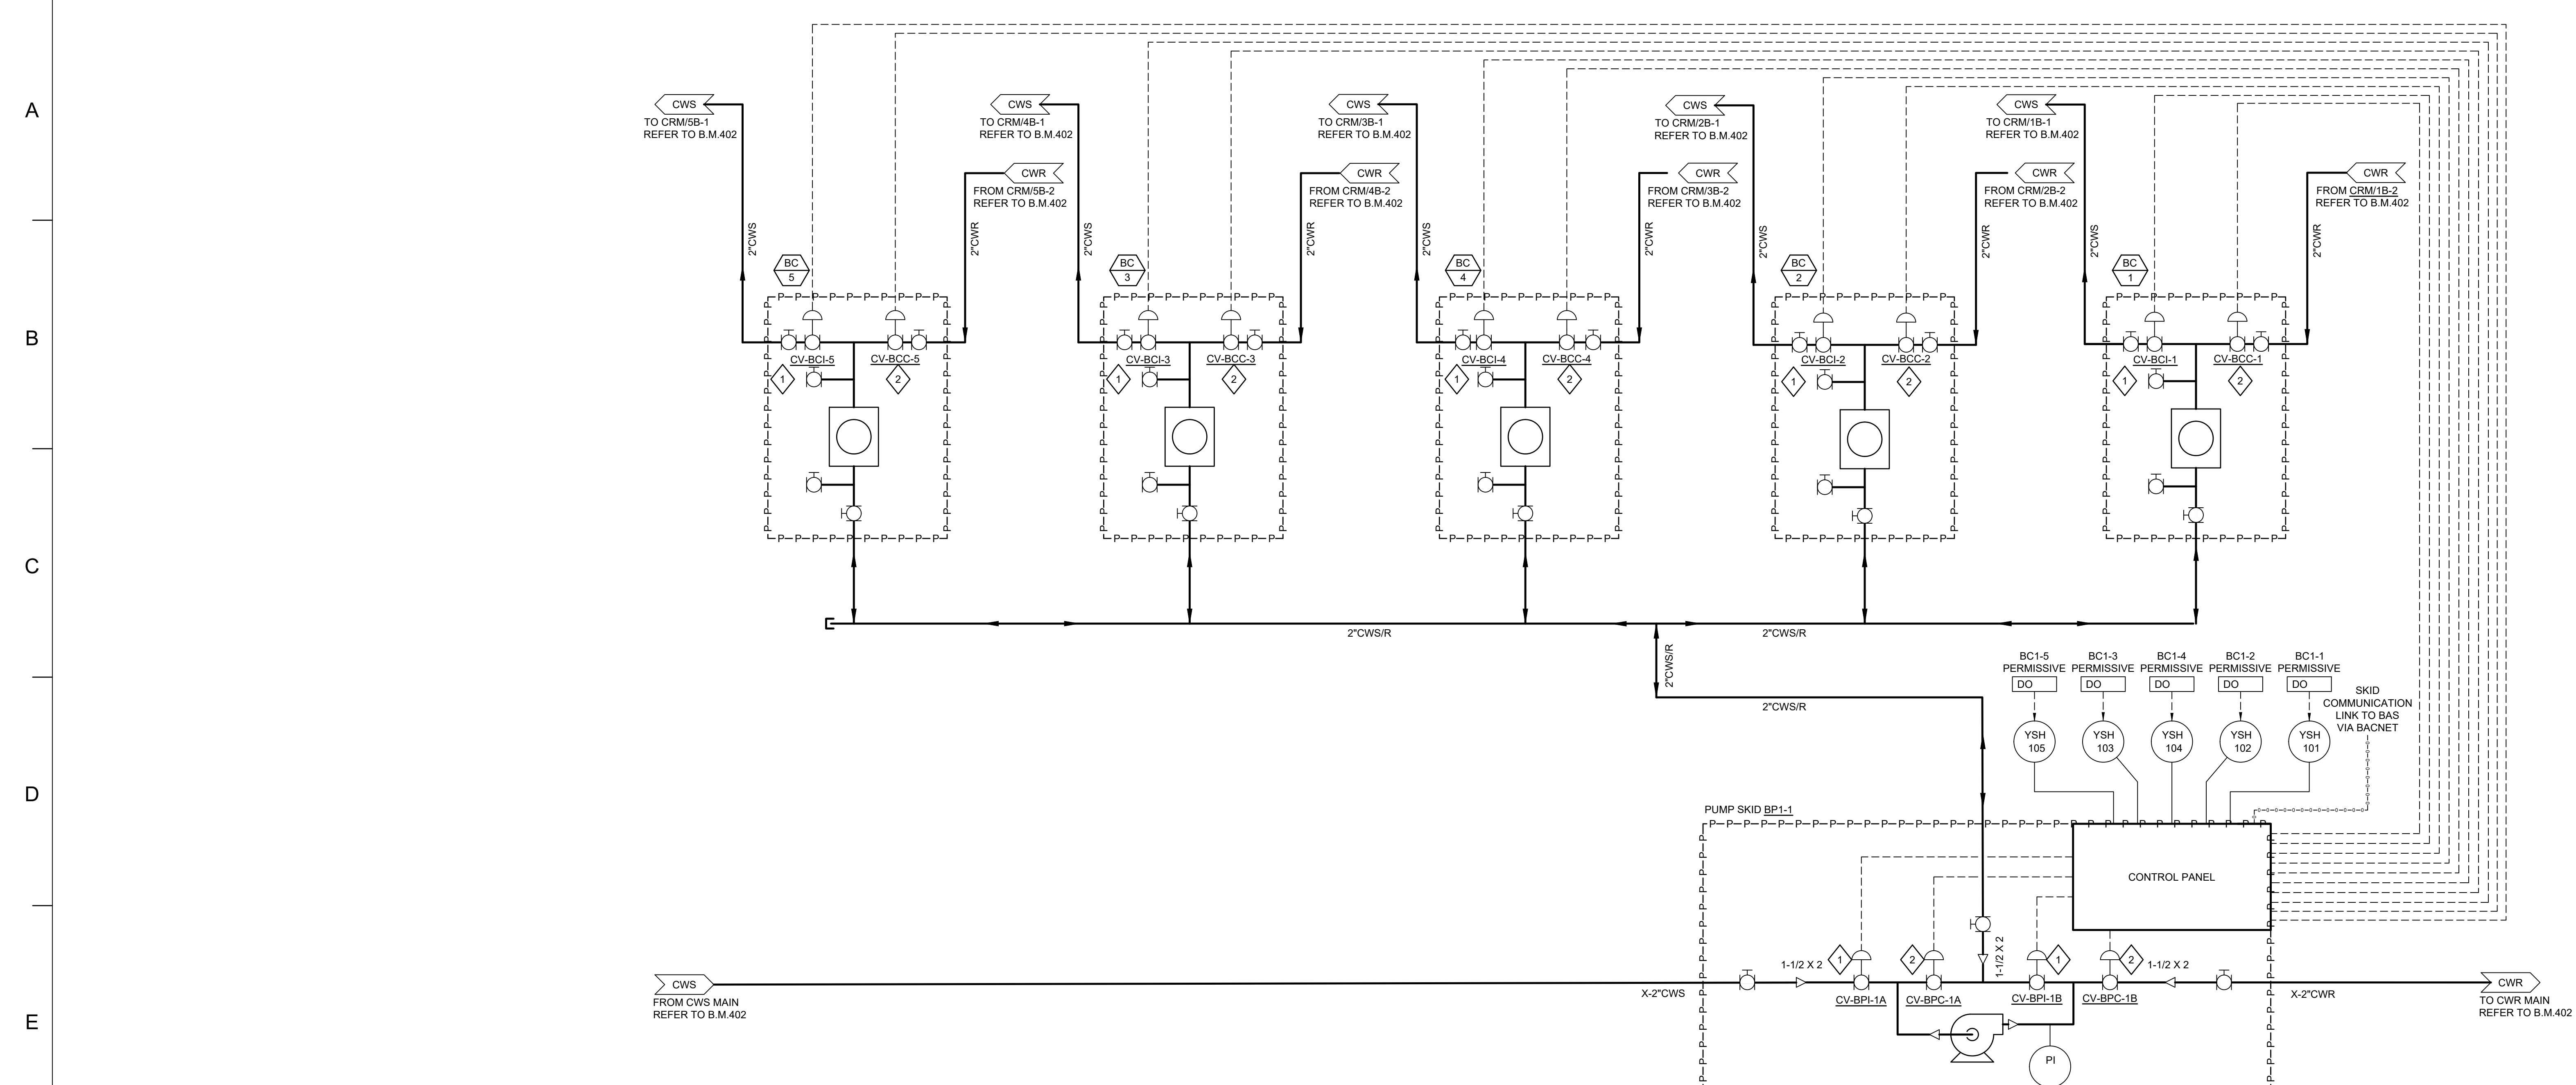 A
B
C
D
E
CWS
TO CRM/5B-1
REFER TO B.M.402
CWS
TO CRM/4B-1
REFER TO B.M.402
CWS
TO CRM/3B-1
REFER TO B.M.402
CWS
TO CRM/2B-1
REFER TO B.M.402
CWS
TO CRM/1B-1
REFER TO B.M.402
CWR
FROM CRM/5B-2
REFER TO B.M.402
CWR
FROM CRM/4B-2
REFER TO B.M.402
CWR
FROM CRM/3B-2
REFER TO B.M.402
CWR
FROM CRM/2B-2
REFER TO B.M.402
CWR
FROM CRM/1B-2
REFER TO B.M.402
2"CWS
2"CWR
2"CWS
2"CWR
2"CWS
2"CWR
2"CWS
2"CWR
2"CWS
2"CWR
BC
5
BC
3
BC
4
BC
2
BC
1
CV-BCI-5
CV-BCC-5
1
2
CV-BCI-3
CV-BCC-3
1
2
CV-BCI-4
CV-BCC-4
1
2
CV-BCI-2
CV-BCC-2
1
2
CV-BCI-1
CV-BCC-1
1
2
2"CWS/R
2"CWS/R
2"CWS/R
2"CWS/R
BC1-5
PERMISSIVE
DO
YSH
105
BC1-3
PERMISSIVE
DO
YSH
103
BC1-4
PERMISSIVE
DO
YSH
104
BC1-2
PERMISSIVE
DO
YSH
102
BC1-1
PERMISSIVE
DO
YSH
101
SKID
COMMUNICATION
LINK TO BAS
VIA BACNET
PUMP SKID BP1-1
CONTROL PANEL
CWS
FROM CWS MAIN
REFER TO B.M.402
X-2"CWS
1-1/2 X 2
1
CV-BPI-1A
2
CV-BPC-1A
1-1/2 X 2
1
CV-BPI-1B
2
CV-BPC-1B
1-1/2 X 2
X-2"CWR
CWR
TO CWR MAIN
REFER TO B.M.402
PI